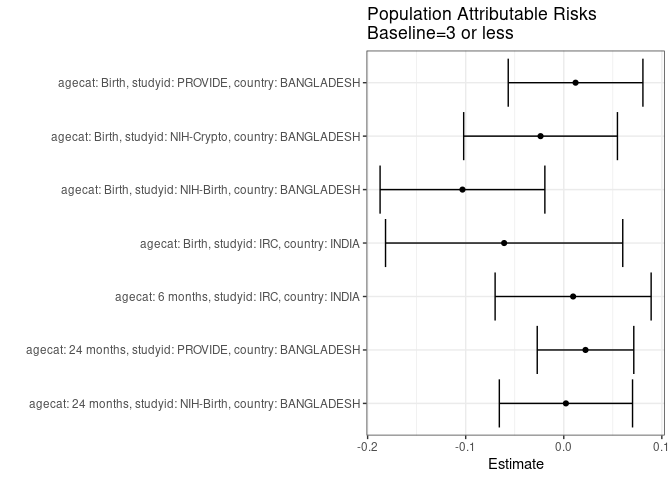 Population Attributable Risks
Baseline=3 or less
agecat: Birth, studyid: PROVIDE, country: BANGLADESH
agecat: Birth, studyid: NIH-Crypto, country: BANGLADESH
agecat: Birth, studyid: NIH-Birth, country: BANGLADESH
agecat: Birth, studyid: IRC, country: INDIA
agecat: 6 months, studyid: IRC, country: INDIA
agecat: 24 months, studyid: PROVIDE, country: BANGLADESH
agecat: 24 months, studyid: NIH-Birth, country: BANGLADESH
-0.2 -0.1 0.0 0.1
Estimate